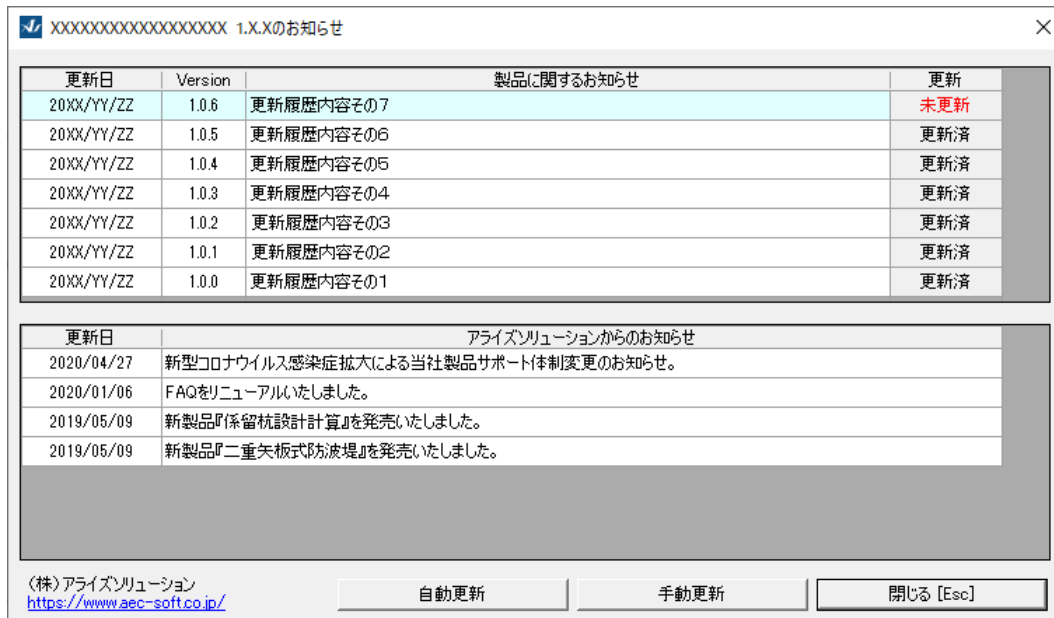 XXXXXXXXXXXXXXXXXX 1.X.Xのお知らせ
更新日 Version 製品に関するお知らせ 更新
20XX/YY/ZZ 1.0.6 更新履歴内容その7 未更新
20XX/YY/ZZ 1.0.5 更新履歴内容その6 更新済
20XX/YY/ZZ 1.0.4 更新履歴内容その5 更新済
20XX/YY/ZZ 1.0.3 更新履歴内容その4 更新済
20XX/YY/ZZ 1.0.2 更新履歴内容その3 更新済
20XX/YY/ZZ 1.0.1 更新履歴内容その2 更新済
20XX/YY/ZZ 1.0.0 更新履歴内容その1 更新済
更新日 アライズソリューションからのお知らせ
2020/04/27 新型コロナウイルス感染症拡大による当社製品サポート体制変更のお知らせ。
2020/01/06 FAQをリニューアルいたしました。
2019/05/09 新製品『係留杭設計計算』を発売いたしました。
2019/05/09 新製品『二重矢板式防波堤』を発売いたしました。
(株)アライズソリューション
https://www.aec-soft.co.jp/
自動更新 手動更新 閉じる [Esc]